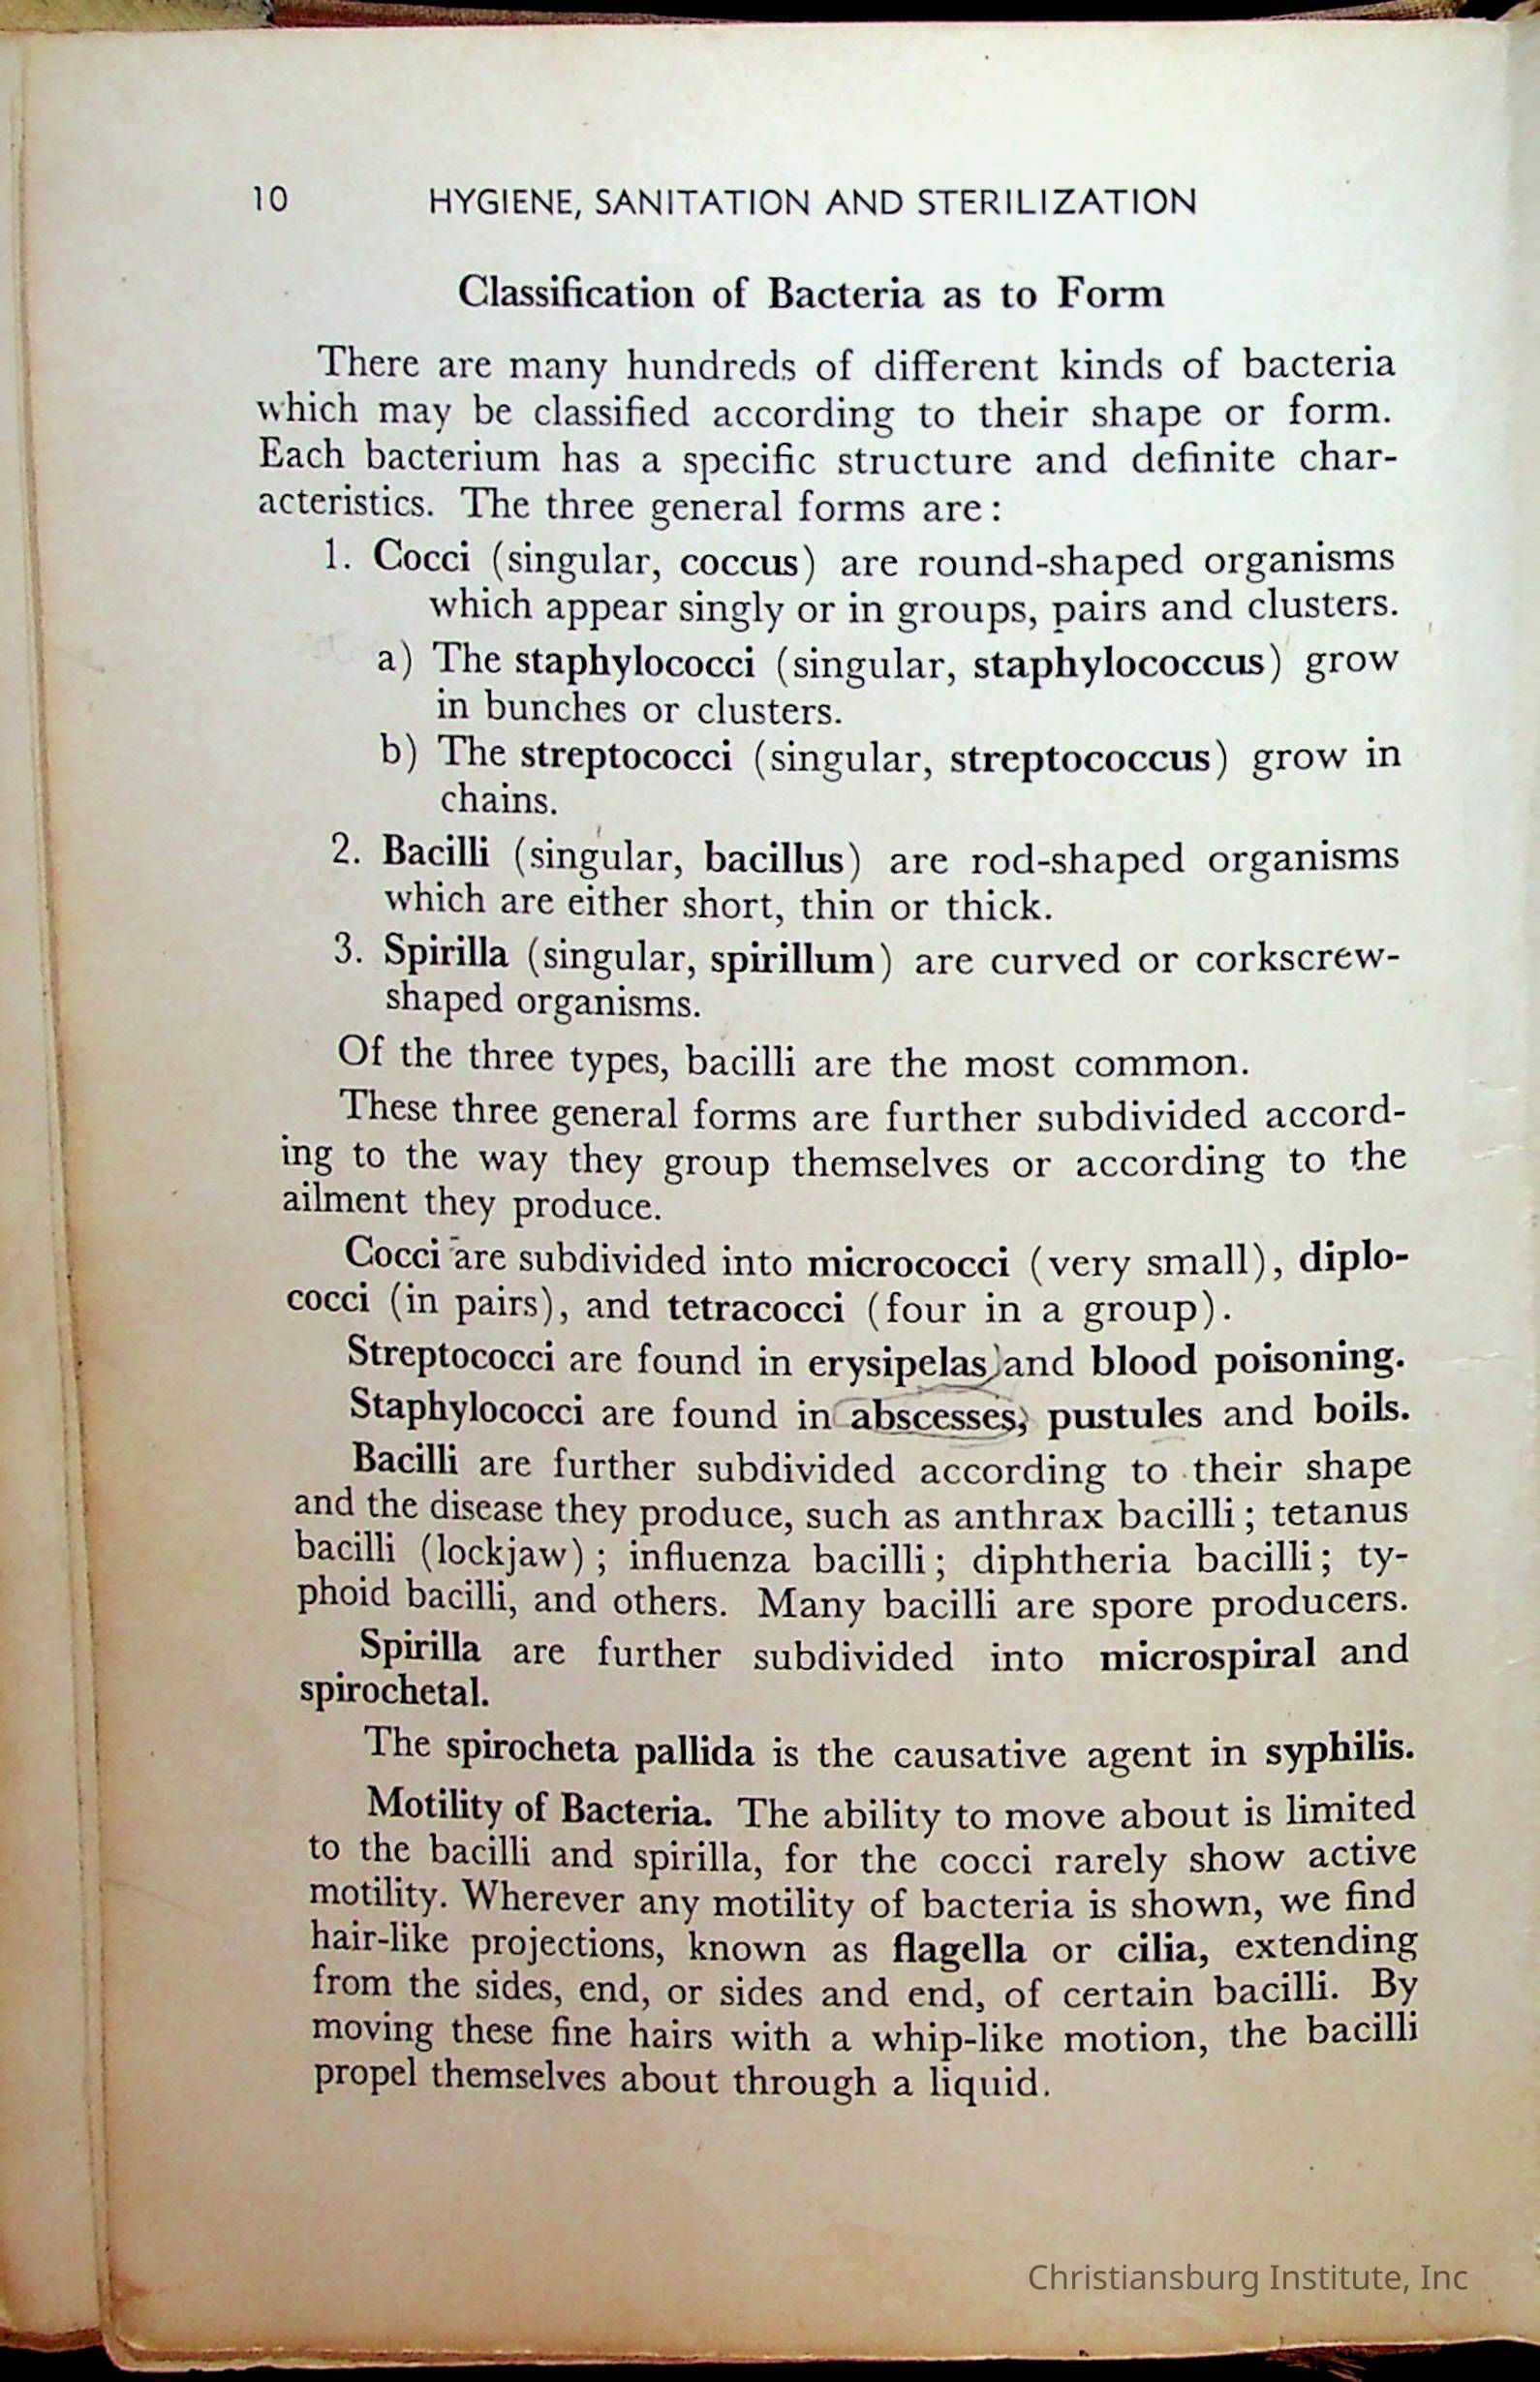 10 HYGIENE, SANITATION AND STERILIZATION
Classification of Bacteria as to Form
There are many hundreds of different kinds of bacteria
which may be classified according to their shape or form.
Each bacterium has a specific structure and definite char-
acteristics. The three general forms are:
1. Cocci (singular, coccus) are round-shaped organisms
which appear singly or in groups, pairs and clusters.
a) The staphylococci (singular, staphylococcus) grow
in bunches or clusters.
b) The streptococci (singular, streptococcus) grow in
chains.
2. Bacilli (singular, bacillus) are rod-shaped organisms
which are either short, thin or thick.
3. Spirilla (singular, spirillum) are curved or corkscrew-
shaped organisms.
Of the three types, bacilli are the most common.
These three general forms are further subdivided accord-
ing to the way they group themselves or according to the
ailment they produce.
Cocci are subdivided into micrococci (very small), diplo-
cocci (in pairs), and tetracocci (four in a group).
Streptococci are found in erysipelas and blood poisoning.
Staphylococci are found in abscesses, pustules and boils.
Bacilli are further subdivided according to their shape
and the disease they produce, such as anthrax bacilli; tetanus
bacilli (lockjaw); influenza bacilli; diphtheria bacilli; ty-
phoid bacilli, and others. Many bacilli are spore producers.
Spirilla are further subdivided into microspiral and
spirochetal.
The spirocheta pallida is the causative agent in syphilis.
Motility of Bacteria. The ability to move about is limited
to the bacilli and spirilla, for the cocci rarely show active
motility. Wherever any motility of bacteria is shown, we find
hair-like projections, known as flagella or cilia, extending
from the sides, end, or sides and end, of certain bacilli. By
moving these fine hairs with a whip-like motion, the bacilli
propel themselves about through a liquid.
Christiansburg Institute, Inc